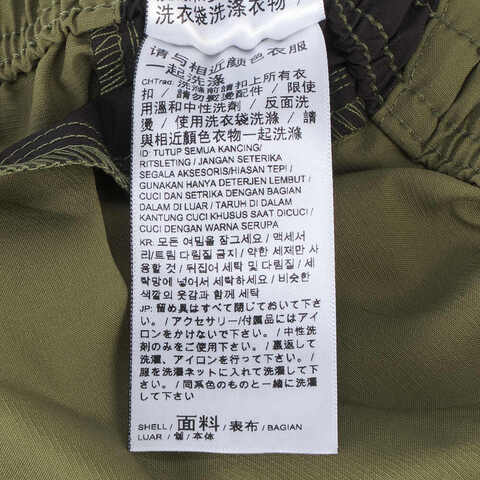 洗衣袋洗涤衣物 /
请与相近颜色衣服
一起洗涤
CHTrad. 洗滌前請扣上所有衣
扣 / 請勿熨燙配件 / 限使
用溫和中性洗劑 / 反面洗
燙 / 使用洗衣袋洗滌 / 請
與相近顏色衣物一起洗滌
ID: TUTUP SEMUA KANCING/
RITSLETING / JANGAN SETERIKA
SEGALA AKSESORIS/HIASAN TEPI /
GUNAKAN HANYA DETERJEN LEMBUT /
CUCI DAN SETRIKA DENGAN BAGIAN
DALAM DI LUAR / TARUH DI DALAM
KANTUNG CUCI KHUSUS SAAT DICUCI/
CUCI DENGAN WARNA SERUPA
KR: 모든 여밈을 잠그세요 / 액세서
리/트림 다림질 금지 / 약한 세제만 사
용할 것 / 뒤집어 세탁 및 다림질 / 세
탁망에 넣어서 세탁하세요 / 비슷한
색깔의 옷감과 함께 세탁
JP: 留め具はすべて閉じておいて下さ
い。/ アクセサリー/付属品にはアイ
ロンをかけないで下さい。/ 中性洗
剤のみをご使用下さい。/ 裏返して
洗濯、アイロンを行って下さい。/
服を洗濯ネットに入れて洗濯して下
さい。/ 同系色のものと一緒に洗濯
して下さい。
SHELL / 面料 / 表布 / BAGIAN
LUAR / 겉 / 本体